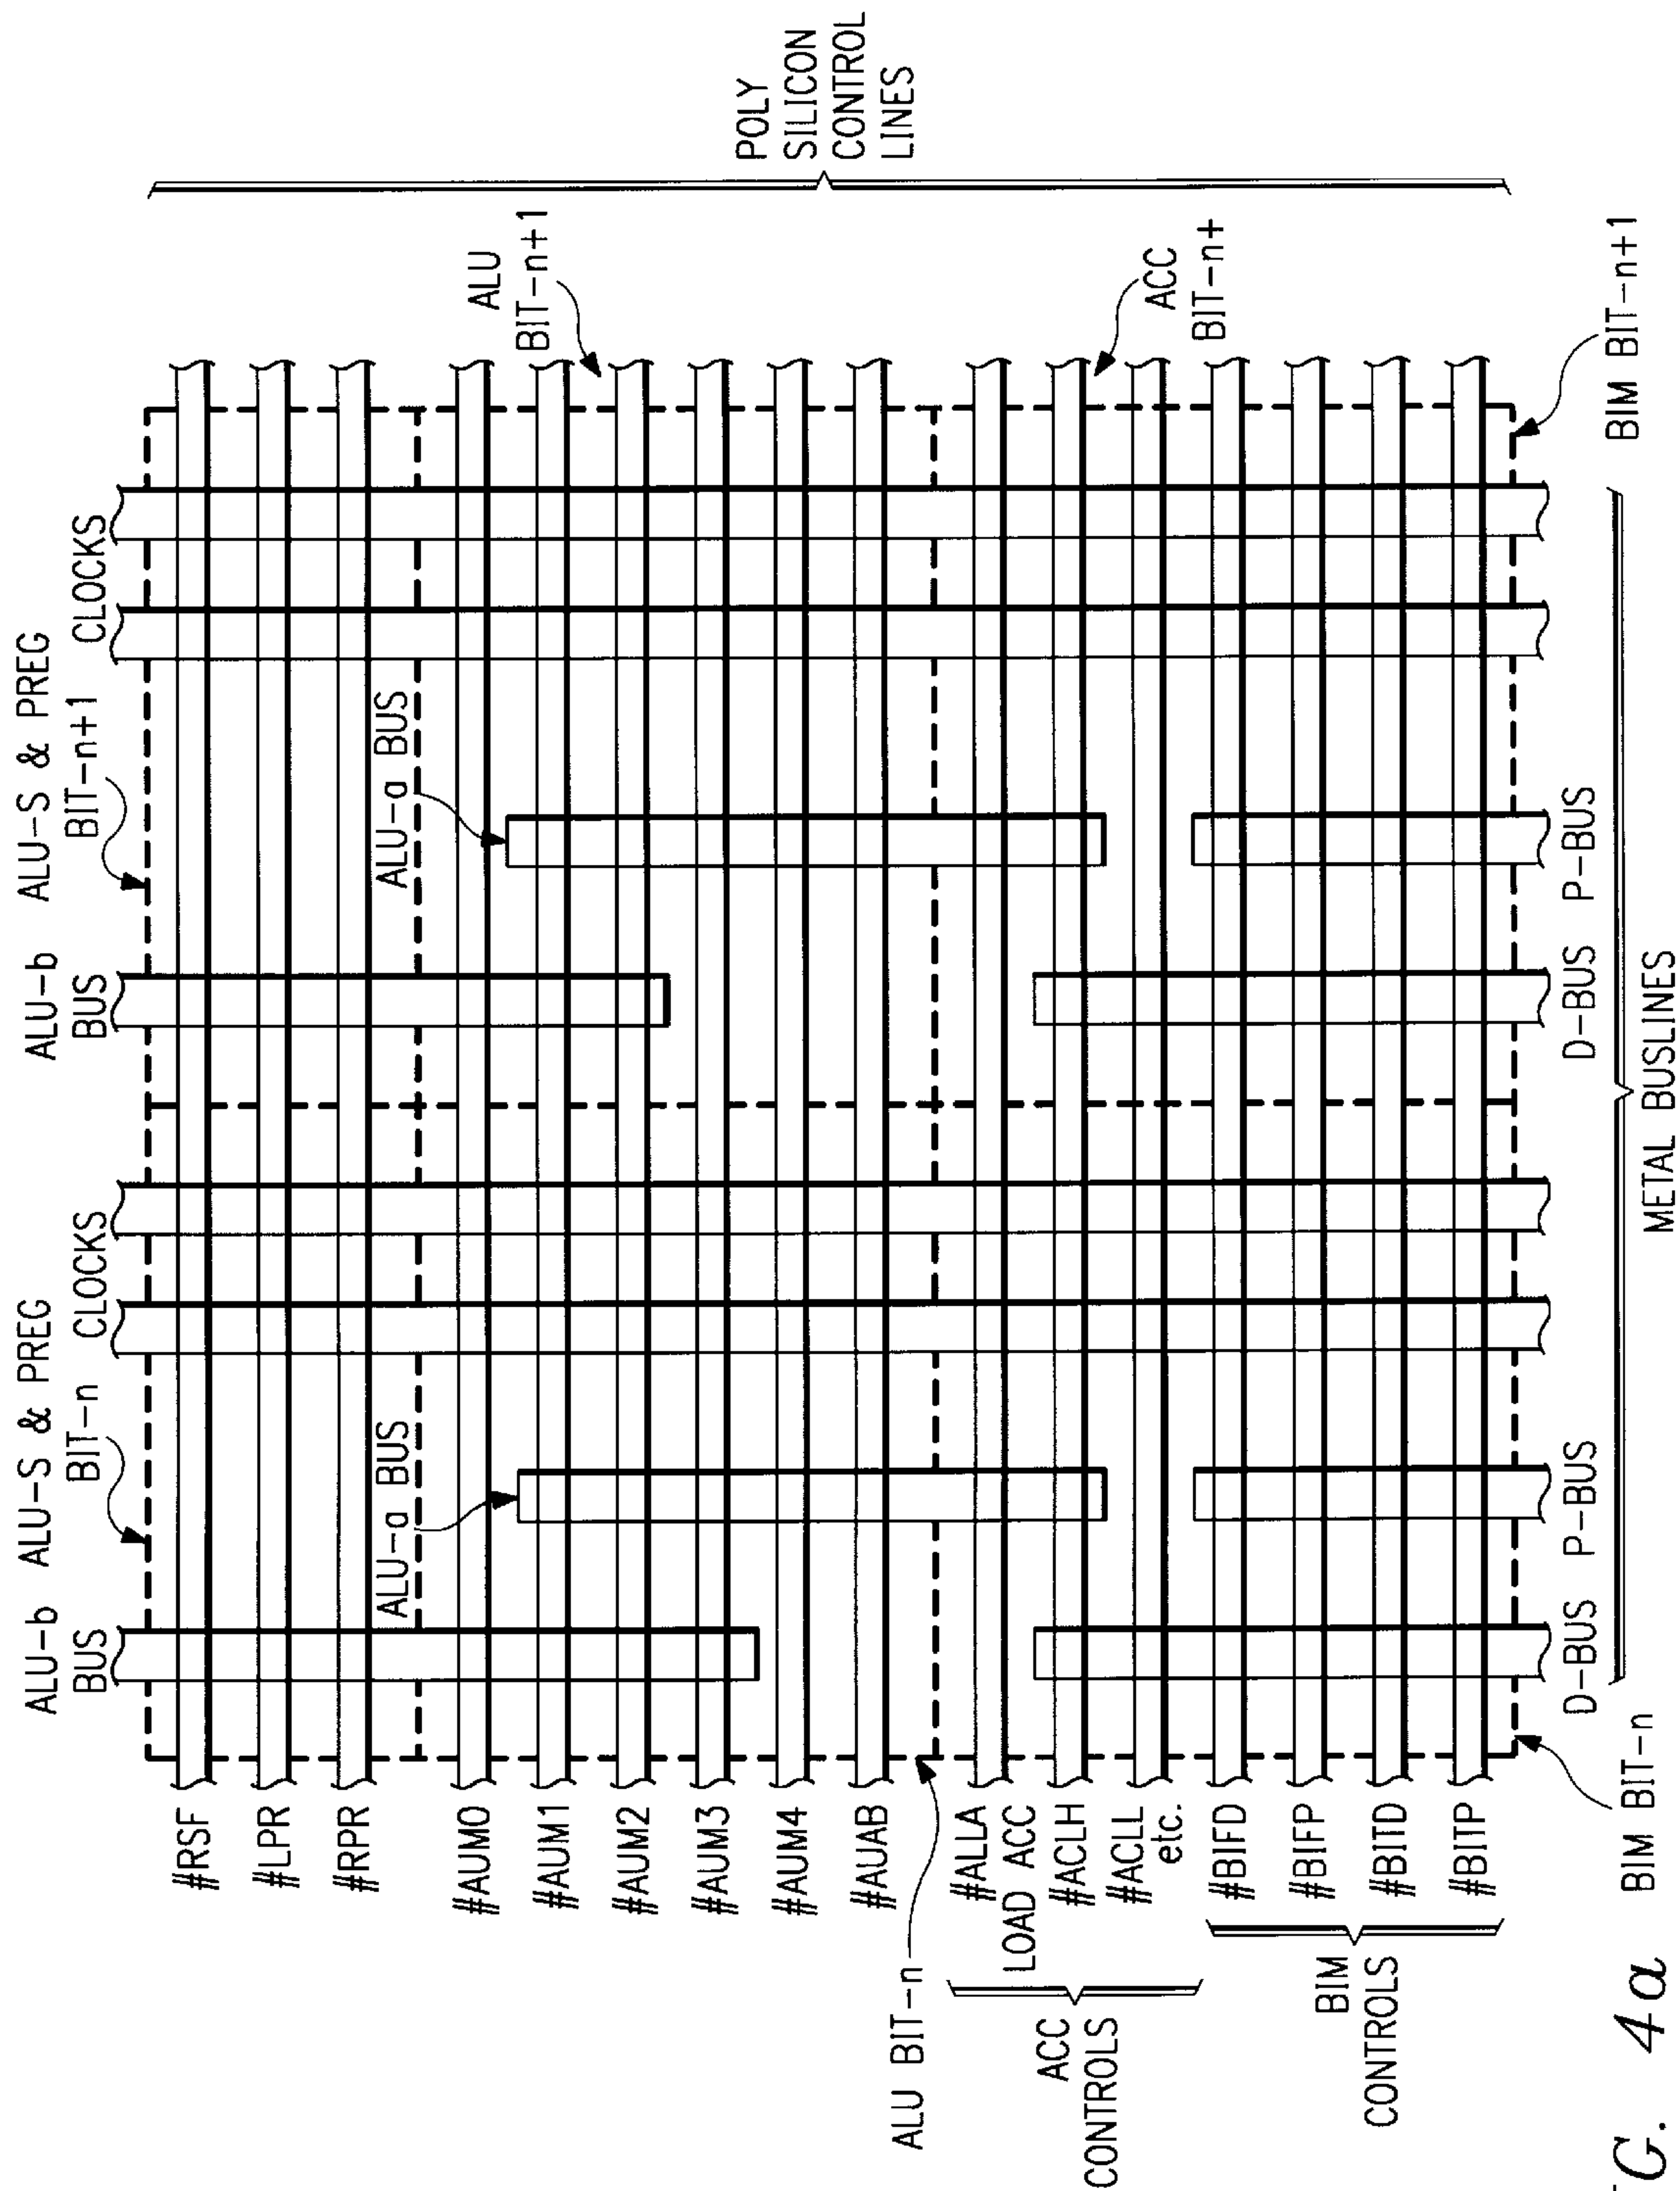 ALU-b
BUS
ALU-S & PREG
BIT-n
CLOCKS
ALU-b
BUS
ALU-S & PREG
BIT-n+1
CLOCKS
#RSF
#LPR
#RPR
ALU-a BUS
ALU-a BUS
#AUM0
#AUM1
#AUM2
#AUM3
#AUM4
#AUAB
ALU BIT-n
#ALLA
LOAD ACC
#ACLH
#ACLL
etc.
ACC
CONTROLS
#BIFD
#BIFP
#BITD
#BITP
BIM
CONTROLS
POLY
SILICON
CONTROL
LINES
ALU
BIT-n+1
ACC
BIT-n+
BIM BIT-n+1
BIM BIT-n
D-BUS
P-BUS
D-BUS
P-BUS
METAL BUSLINES
G. 4a